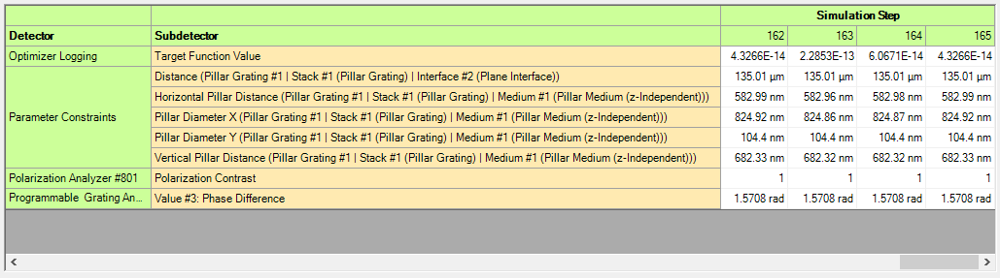 Simulation Step
Detector Subdetector 162 163 164 165
Optimizer Logging Target Function Value 4.3266E-14 2.2853E-13 6.0671E-14 4.3266E-14
Distance (Pillar Grating #1 | Stack #1 (Pillar Grating) | Interface #2 (Plane Interface)) 135.01 µm 135.01 µm 135.01 µm 135.01 µm
Horizontal Pillar Distance (Pillar Grating #1 | Stack #1 (Pillar Grating) | Medium #1 (Pillar Medium (z-Independent))) 582.99 nm 582.96 nm 582.98 nm 582.99 nm
Parameter Constraints Pillar Diameter X (Pillar Grating #1 | Stack #1 (Pillar Grating) | Medium #1 (Pillar Medium (z-Independent))) 824.92 nm 824.86 nm 824.87 nm 824.92 nm
Pillar Diameter Y (Pillar Grating #1 | Stack #1 (Pillar Grating) | Medium #1 (Pillar Medium (z-Independent))) 104.4 nm 104.4 nm 104.4 nm 104.4 nm
Vertical Pillar Distance (Pillar Grating #1 | Stack #1 (Pillar Grating) | Medium #1 (Pillar Medium (z-Independent))) 682.33 nm 682.32 nm 682.32 nm 682.33 nm
Polarization Analyzer #801 Polarization Contrast 1 1 1 1
Programmable Grating An... Value #3: Phase Difference 1.5708 rad 1.5708 rad 1.5708 rad 1.5708 rad